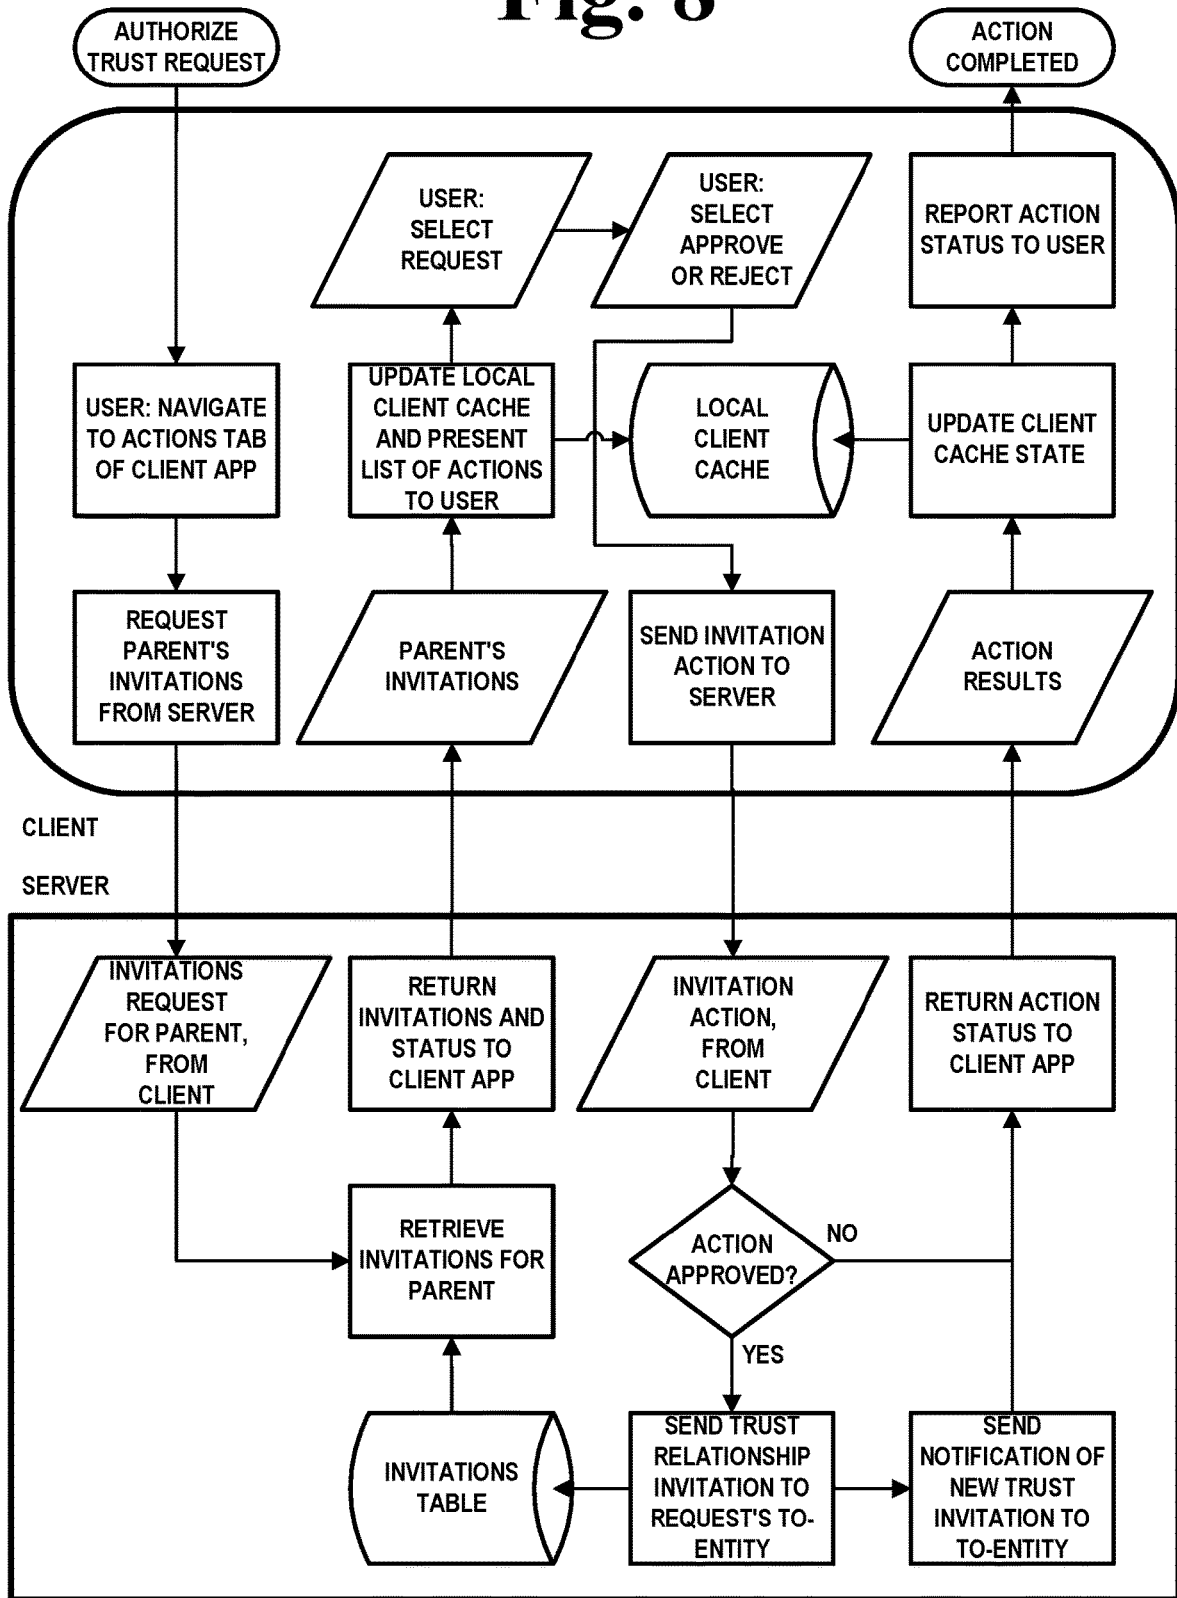 Fig. 8
AUTHORIZE
TRUST REQUEST
ACTION
COMPLETED
USER:
SELECT
REQUEST
USER:
SELECT
APPROVE
OR REJECT
REPORT ACTION
STATUS TO USER
USER: NAVIGATE
TO ACTIONS TAB
OF CLIENT APP
UPDATE LOCAL
CLIENT CACHE
AND PRESENT
LIST OF ACTIONS
TO USER
LOCAL
CLIENT
CACHE
UPDATE CLIENT
CACHE STATE
REQUEST
PARENT'S
INVITATIONS
FROM SERVER
PARENT'S
INVITATIONS
SEND INVITATION
ACTION TO
SERVER
ACTION
RESULTS
CLIENT
SERVER
INVITATIONS
REQUEST
FOR PARENT,
FROM
CLIENT
RETURN
INVITATIONS AND
STATUS TO
CLIENT APP
INVITATION
ACTION,
FROM
CLIENT
RETURN ACTION
STATUS TO
CLIENT APP
RETRIEVE
INVITATIONS FOR
PARENT
ACTION
APPROVED?
NO
YES
INVITATIONS
TABLE
SEND TRUST
RELATIONSHIP
INVITATION TO
REQUEST'S TO-
ENTITY
SEND
NOTIFICATION OF
NEW TRUST
INVITATION TO
TO-ENTITY